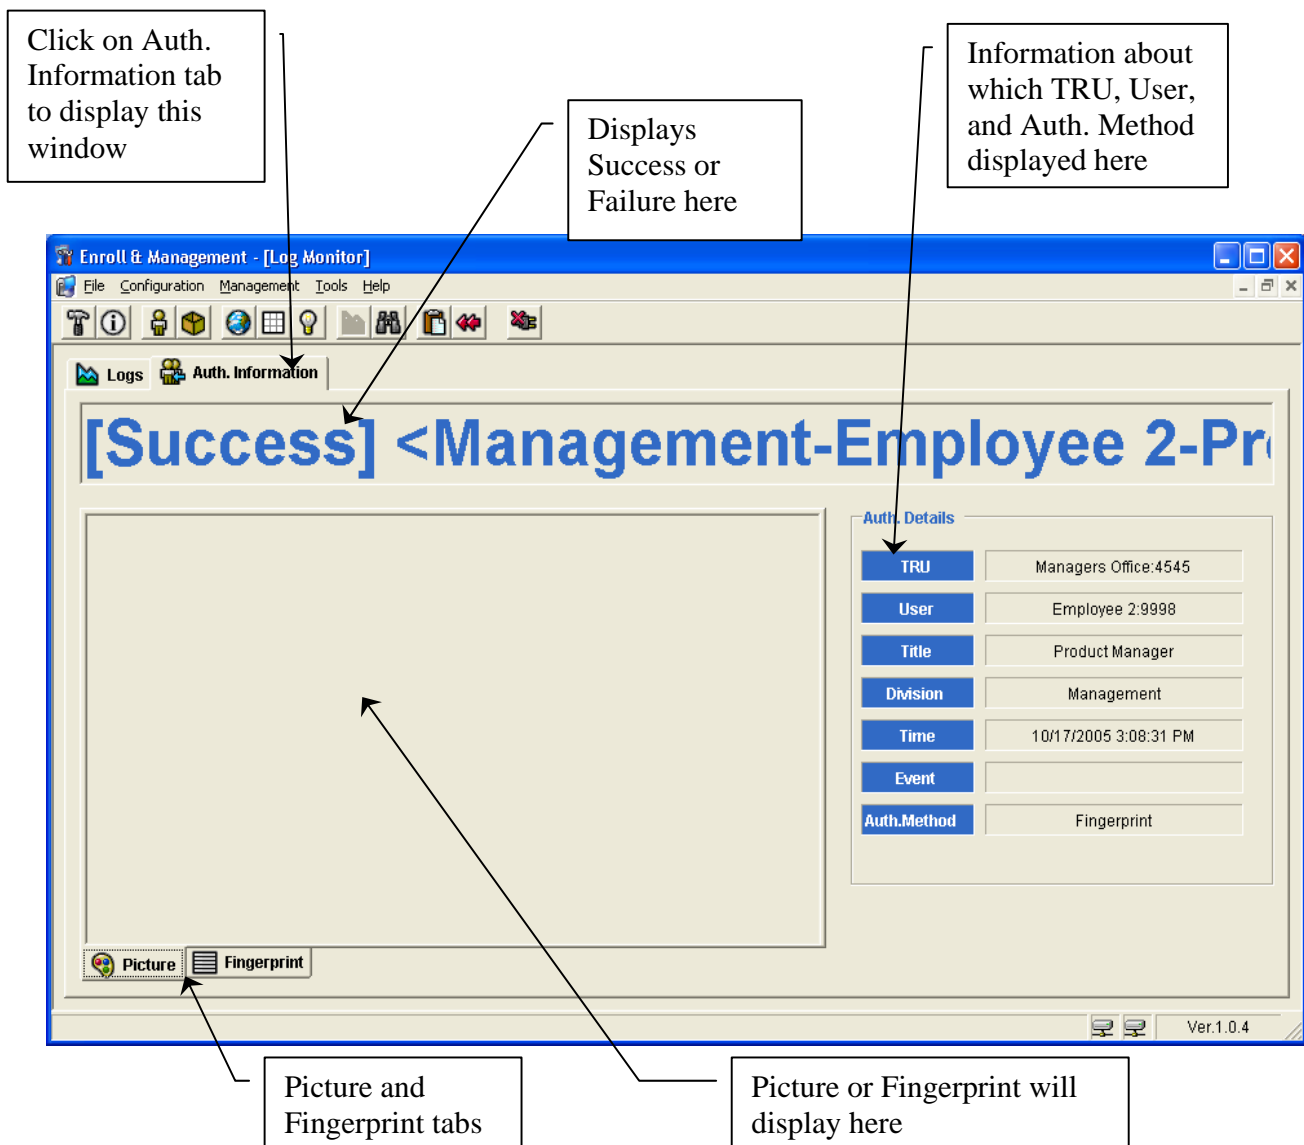 Click on Auth.
Information tab
to display this
window
Displays
Success or
Failure here
Information about
which TRU, User,
and Auth. Method
displayed here
Enroll & Management - [Log Monitor]
File Configuration Management Tools Help
Logs Auth. Information
[Success] <Management-Employee 2-Pr
Auth. Details
TRU Managers Office:4545
User Employee 2:9998
Title Product Manager
Division Management
Time 10/17/2005 3:08:31 PM
Event
Auth.Method Fingerprint
Picture Fingerprint
Ver.1.0.4
Picture and
Fingerprint tabs
Picture or Fingerprint will
display here